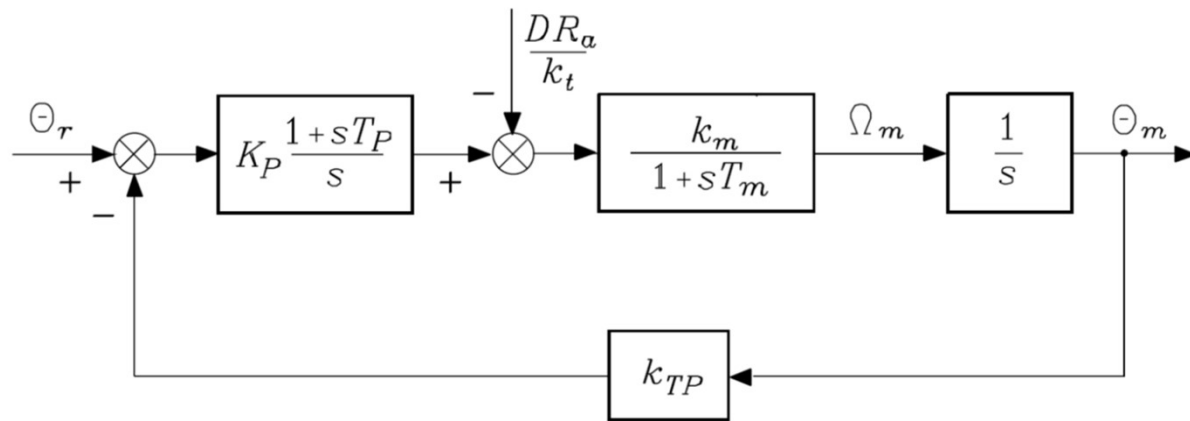 DR_a
k_t
−
Θ_r
+
−
K_P 1 + sT_P
s
+
k_m
1 + sT_m
Ω_m
1
s
Θ_m
k_TP